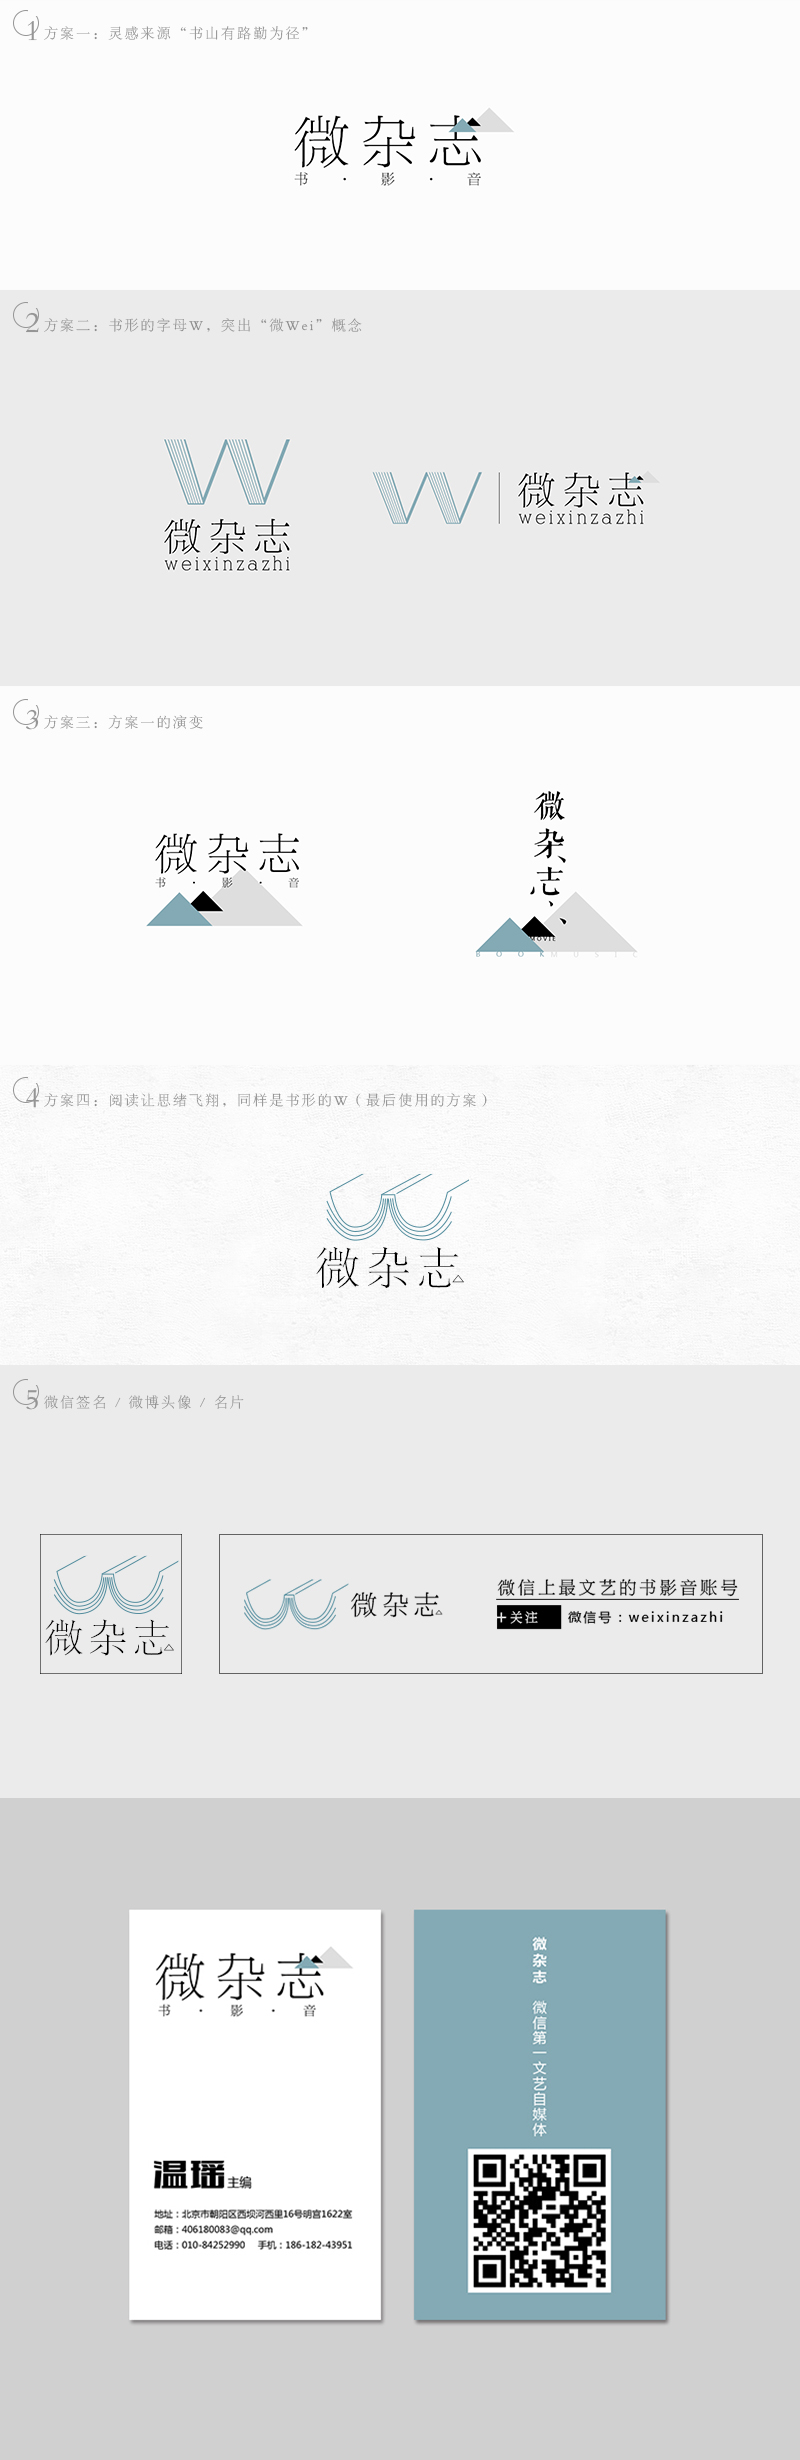 1 方案一：灵感来源“书山有路勤为径”
微杂志
书·影·音
2 方案二：书形的字母W，突出“微Wei”概念
微杂志
weixinzazhi
微杂志
weixinzazhi
3 方案三：方案一的演变
微杂志
书·影·音
微杂志
MOVIE
BOOK MUSIC
4 方案四：阅读让思绪飞翔，同样是书形的W（最后使用的方案）
微杂志
5 微信签名 / 微博头像 / 名片
微杂志
微杂志
微信上最文艺的书影音账号
+关注 微信号：weixinzazhi
微杂志
书·影·音
温瑶 主编
地址：北京市朝阳区西坝河西里16号明宫1622室
邮箱：406180083@qq.com
电话：010-84252990 手机：186-182-43951
微杂志 微信第一文艺自媒体